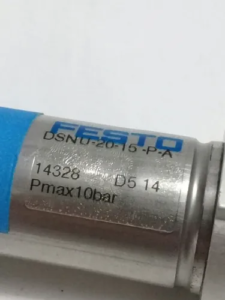 FESTO
DSNU-20-15-P-A
14328 D5 14
Pmax10bar